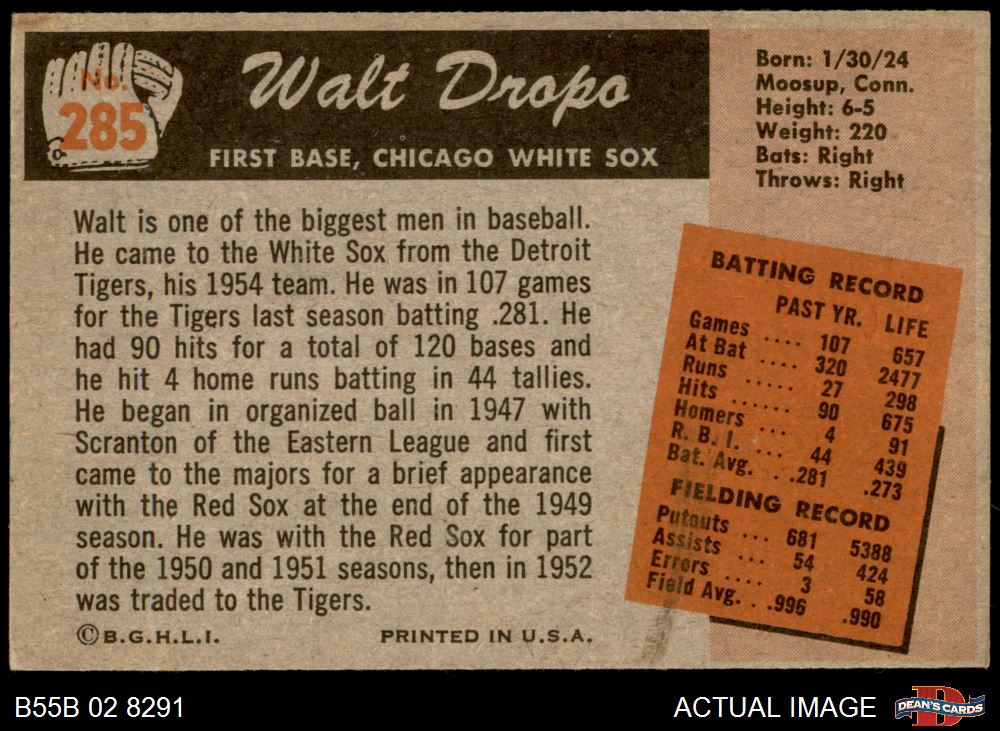 No.
285
Walt Dropo
FIRST BASE, CHICAGO WHITE SOX
Born: 1/30/24
Moosup, Conn.
Height: 6-5
Weight: 220
Bats: Right
Throws: Right
Walt is one of the biggest men in baseball.
He came to the White Sox from the Detroit
Tigers, his 1954 team. He was in 107 games
for the Tigers last season batting .281. He
had 90 hits for a total of 120 bases and
he hit 4 home runs batting in 44 tallies.
He began in organized ball in 1947 with
Scranton of the Eastern League and first
came to the majors for a brief appearance
with the Red Sox at the end of the 1949
season. He was with the Red Sox for part
of the 1950 and 1951 seasons, then in 1952
was traded to the Tigers.
©B.G.H.L.I. PRINTED IN U.S.A.
BATTING RECORD
PAST YR. LIFE
Games .... 107 657
At Bat .... 320 2477
Runs ..... 27 298
Hits ...... 90 675
Homers ... 4 91
R. B. I. .... 44 439
Bat. Avg. . .281 .273
FIELDING RECORD
Putouts ... 681 5388
Assists ... 54 424
Errors .... 3 58
Field Avg. . .996 .990
B55B 02 8291
ACTUAL IMAGE
D
DEAN'S CARDS